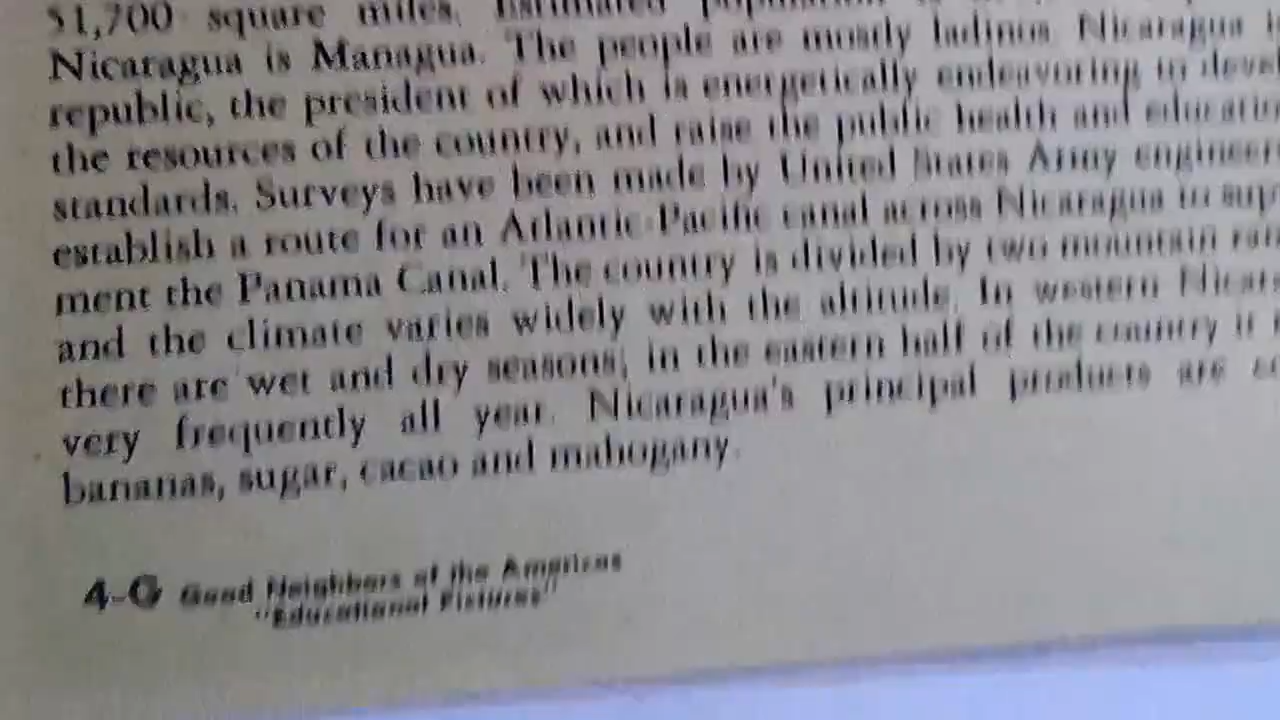 51,700 square miles. Estimated
Nicaragua is Managua. The people are mostly ladinos. Nicaragua
republic, the president of which is energetically endeavoring to devel
the resources of the country, and raise the public health and educatio
standards. Surveys have been made by United States Army engineer
establish a route for an Atlantic-Pacific canal across Nicaragua to sup
ment the Panama Canal. The country is divided by two mountain ran
and the climate varies widely with the altitude. In western Nicar
there are wet and dry seasons; in the eastern half of the country it
very frequently all year. Nicaragua's principal products are
bananas, sugar, cacao and mahogany.
4-G Good Neighbors of the Americas
"Educational Pictures"